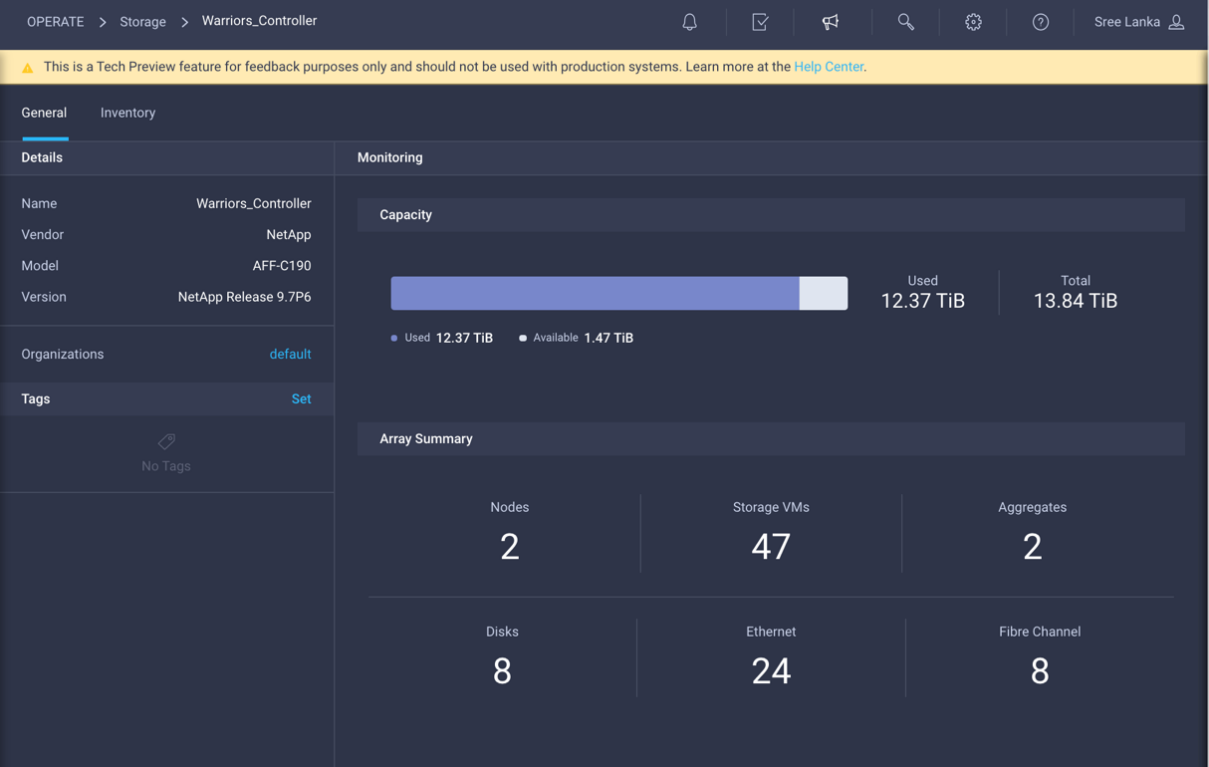 OPERATE > Storage > Warriors_Controller
Sree Lanka
This is a Tech Preview feature for feedback purposes only and should not be used with production systems. Learn more at the Help Center.
General Inventory
Details
Name Warriors_Controller
Vendor NetApp
Model AFF-C190
Version NetApp Release 9.7P6
Organizations default
Tags Set
No Tags
Monitoring
Capacity
Used Total
12.37 TiB 13.84 TiB
Used 12.37 TiB Available 1.47 TiB
Array Summary
Nodes Storage VMs Aggregates
2 47 2
Disks Ethernet Fibre Channel
8 24 8